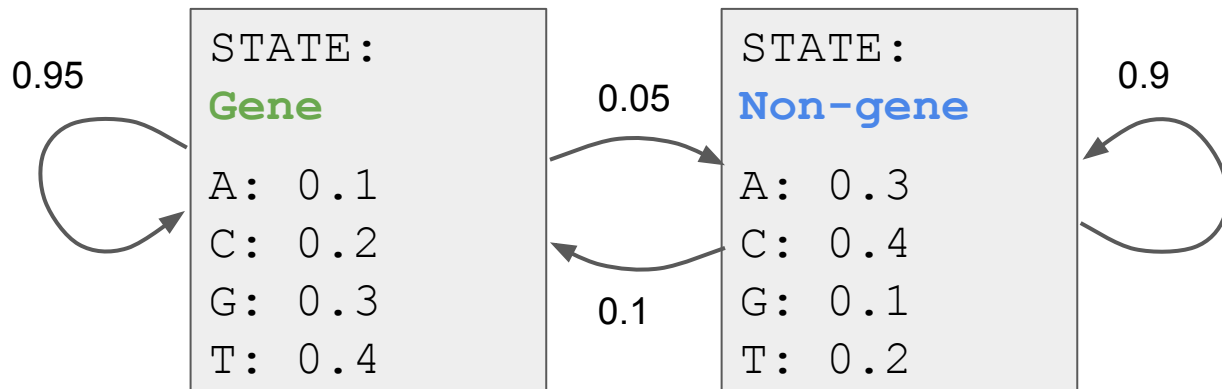 0.95
STATE:
Gene
A: 0.1
C: 0.2
G: 0.3
T: 0.4
0.05
0.1
STATE:
Non-gene
A: 0.3
C: 0.4
G: 0.1
T: 0.2
0.9